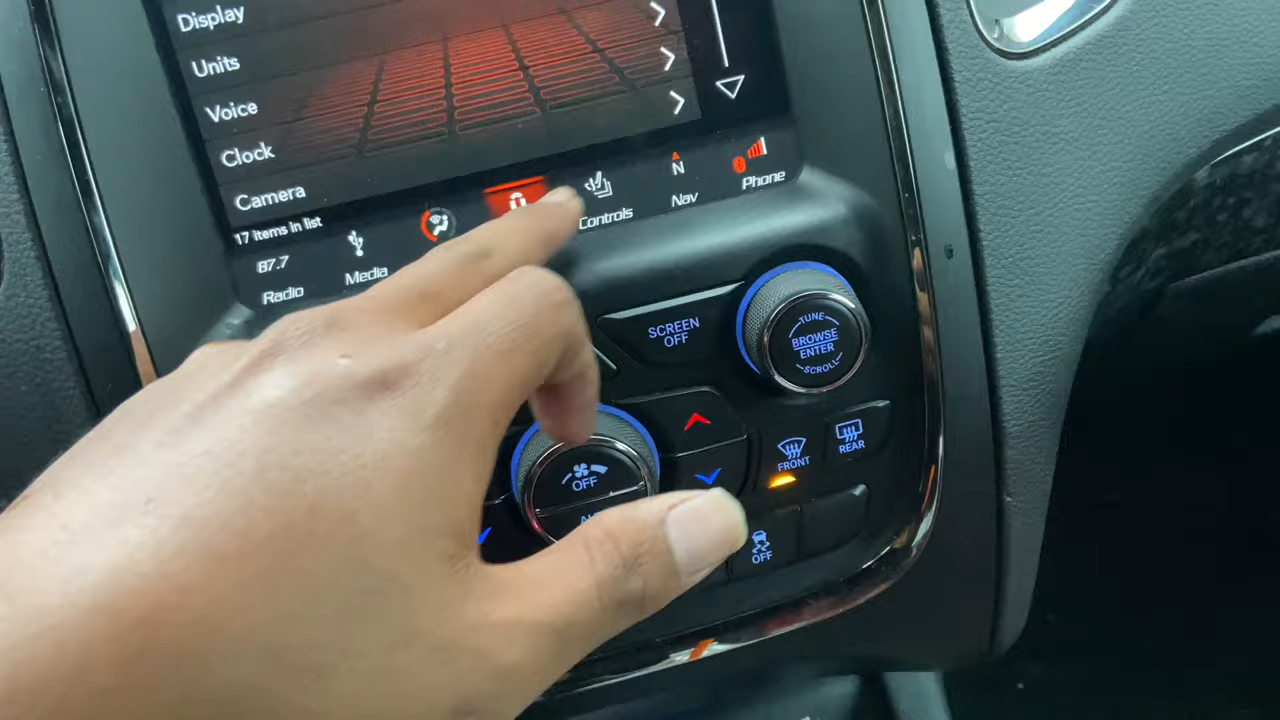 Display
Units
Voice
Clock
Camera
17 items in list
87.7
Radio
Media
Controls
N
Nav
Phone
SCREEN
OFF
TUNE
BROWSE
ENTER
SCROLL
OFF
FRONT
REAR
OFF